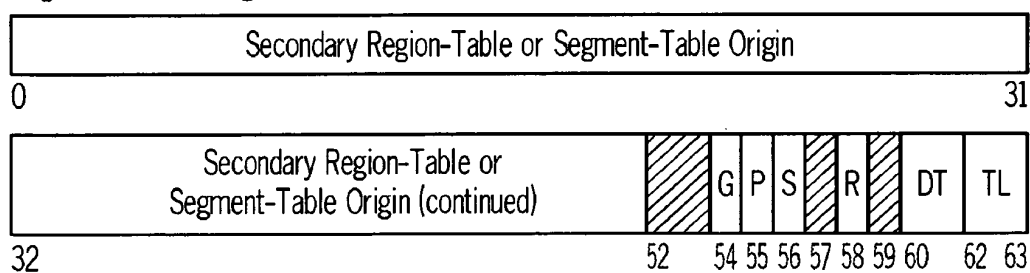 Secondary Region-Table or Segment-Table Origin
0 31
Secondary Region-Table or
Segment-Table Origin (continued)
G P S R DT TL
32 52 54 55 56 57 58 59 60 62 63